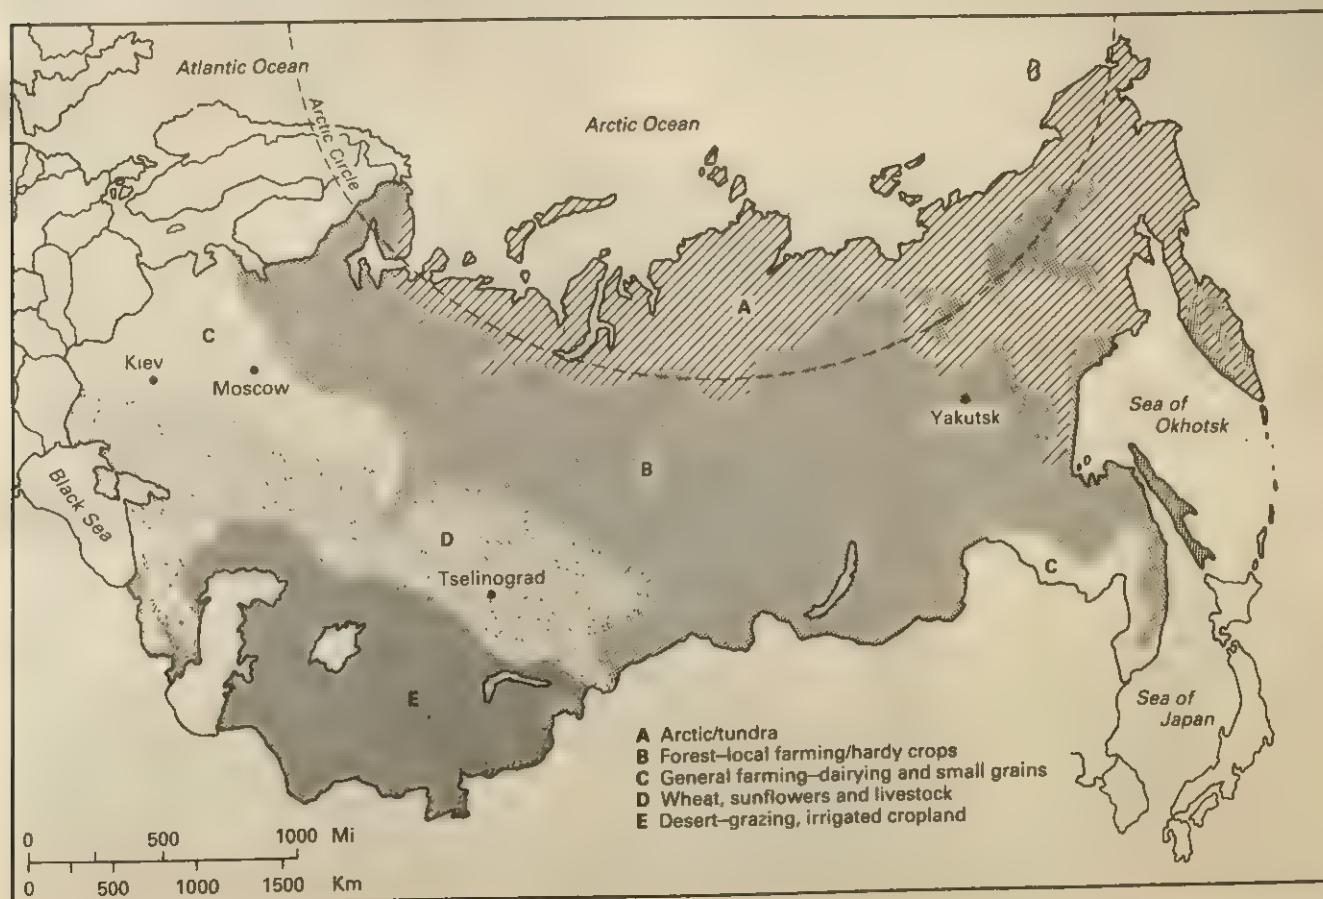 Atlantic Ocean
Arctic Circle
Arctic Ocean
A
C
Kiev
Moscow
Yakutsk
Sea of
Okhotsk
B
Black Sea
D
Tselinograd
C
E
Sea of
Japan
A Arctic/tundra
B Forest–local farming/hardy crops
C General farming–dairying and small grains
D Wheat, sunflowers and livestock
E Desert–grazing, irrigated cropland
0 500 1000 Mi
0 500 1000 1500 Km